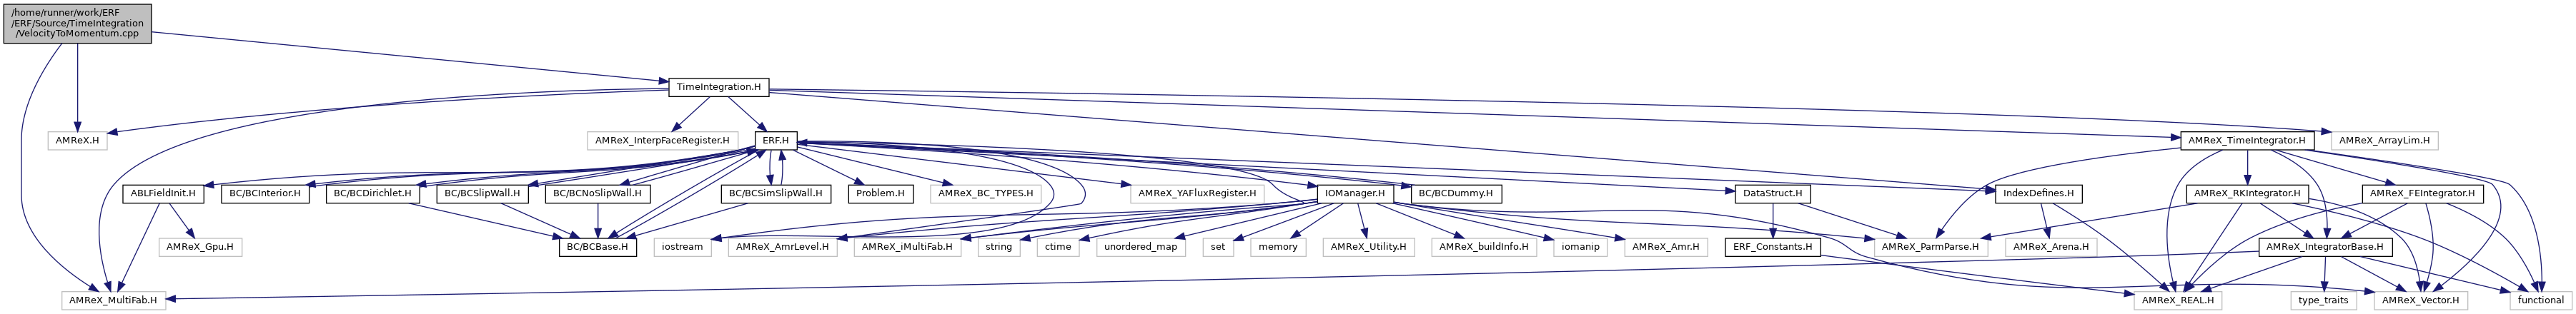 /home/runner/work/ERF
/ERF/Source/TimeIntegration
/VelocityToMomentum.cpp
TimeIntegration.H
AMReX.H
AMReX_InterpFaceRegister.H
ERF.H
AMReX_TimeIntegrator.H
AMReX_ArrayLim.H
ABLFieldInit.H
BC/BCInterior.H
BC/BCDirichlet.H
BC/BCSlipWall.H
BC/BCNoSlipWall.H
BC/BCSimSlipWall.H
Problem.H
AMReX_BC_TYPES.H
AMReX_YAFluxRegister.H
IOManager.H
BC/BCDummy.H
DataStruct.H
IndexDefines.H
AMReX_RKIntegrator.H
AMReX_FEIntegrator.H
AMReX_Gpu.H
BC/BCBase.H
iostream
AMReX_AmrLevel.H
AMReX_iMultiFab.H
string
ctime
unordered_map
set
memory
AMReX_Utility.H
AMReX_buildInfo.H
iomanip
AMReX_Amr.H
ERF_Constants.H
AMReX_ParmParse.H
AMReX_Arena.H
AMReX_IntegratorBase.H
AMReX_MultiFab.H
AMReX_REAL.H
type_traits
AMReX_Vector.H
functional